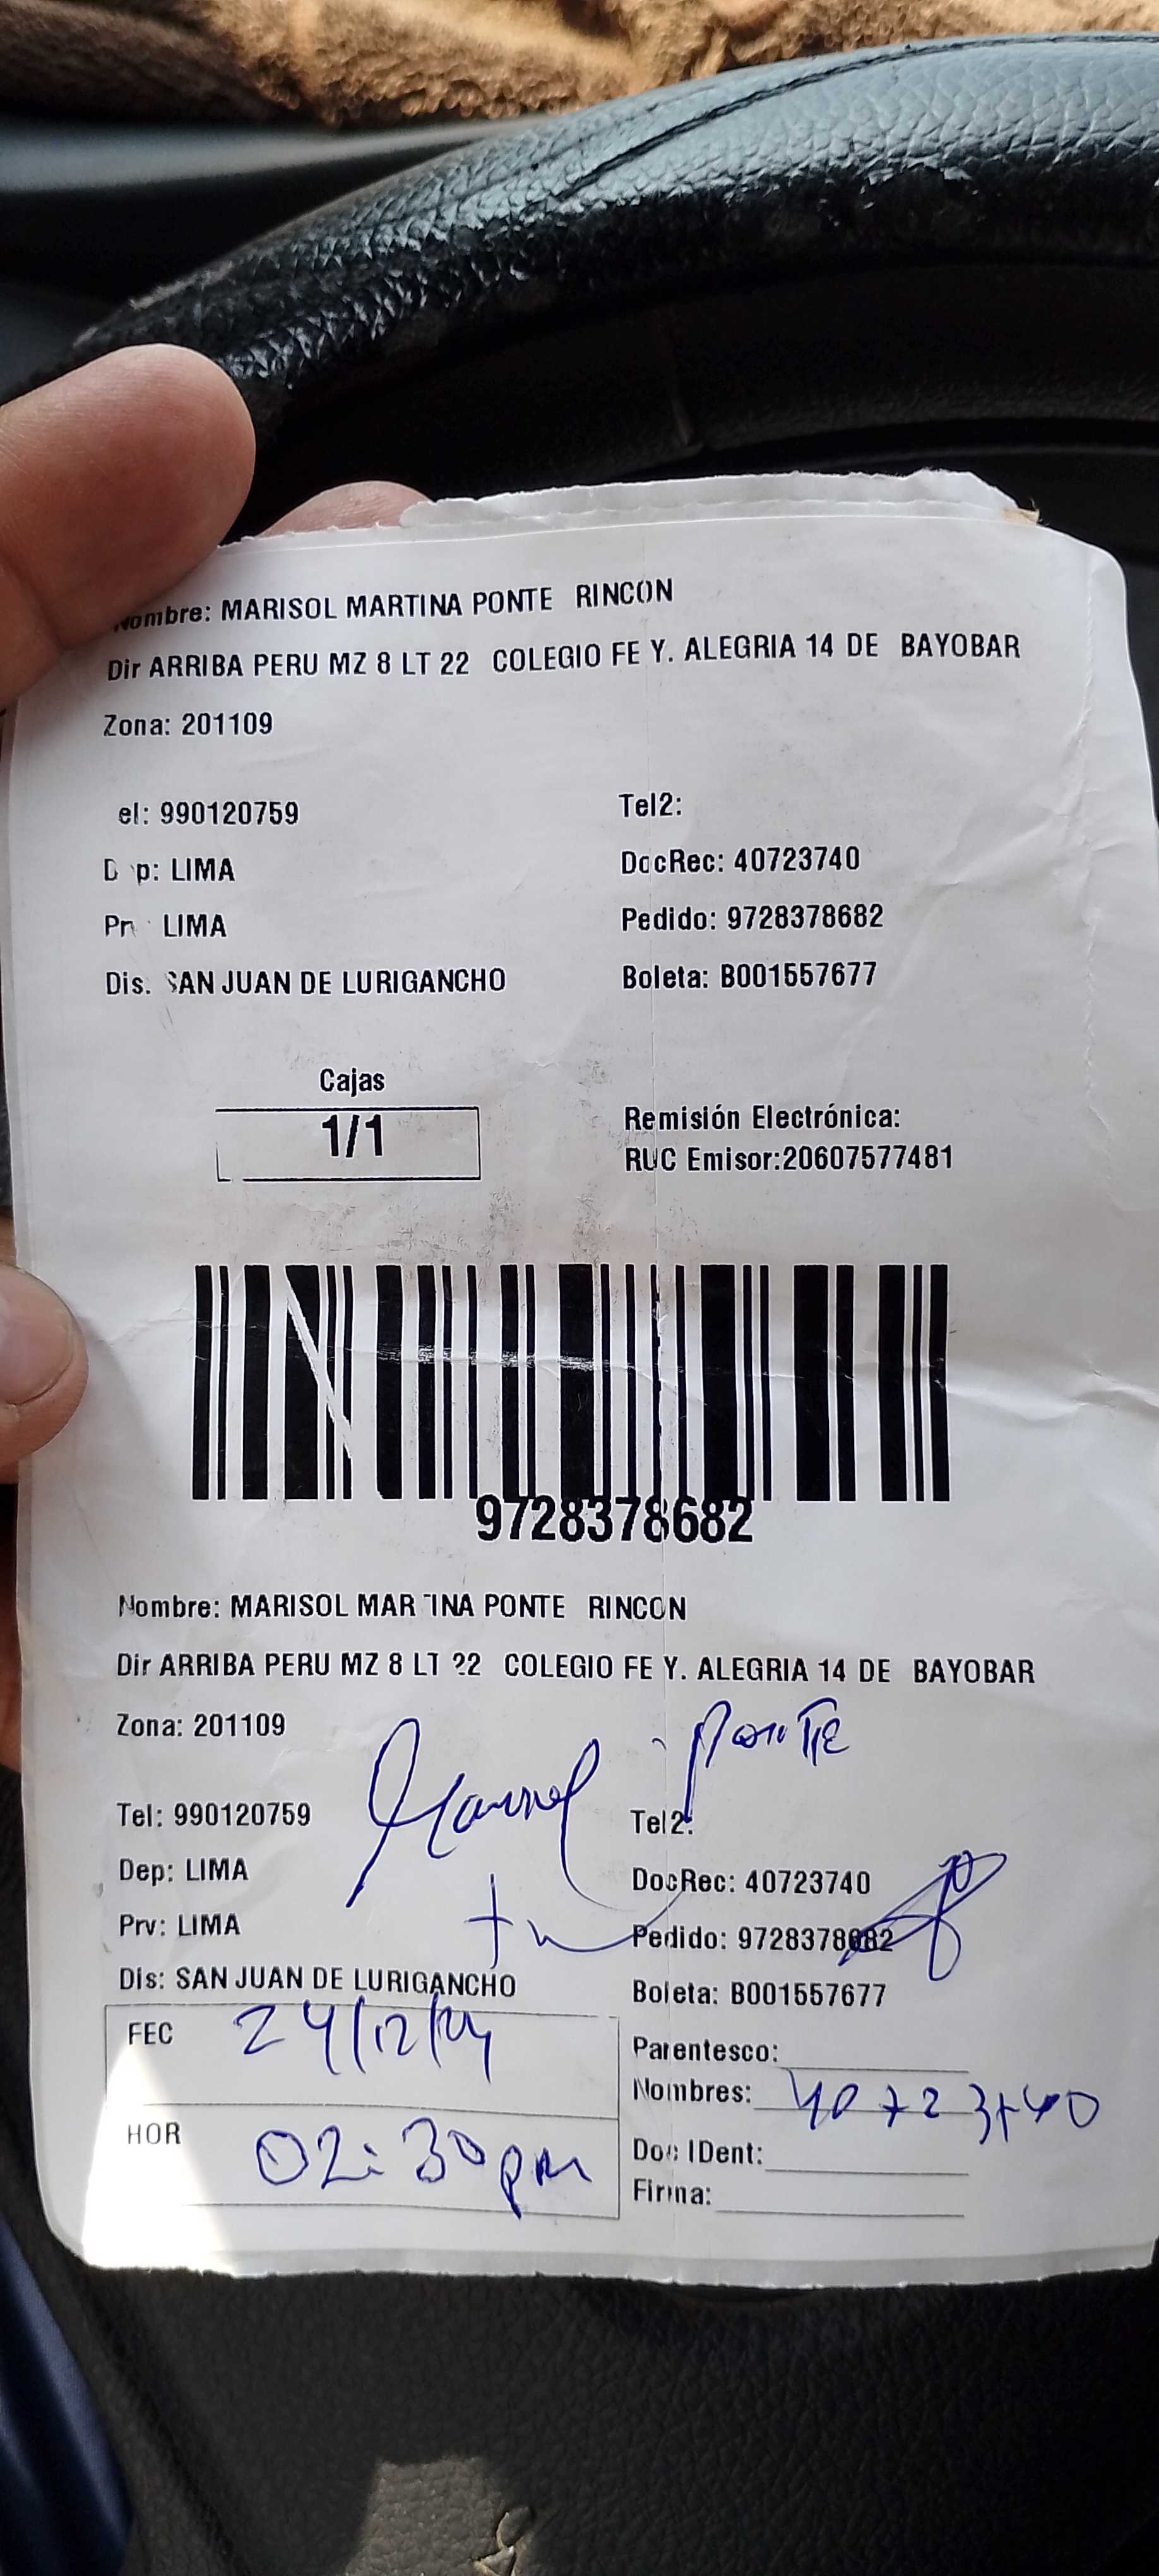 Nombre: MARISOL MARTINA PONTE RINCON
Dir ARRIBA PERU MZ 8 LT 22 COLEGIO FE Y. ALEGRIA 14 DE BAYOBAR
Zona: 201109
el: 990120759 Tel2:
D p: LIMA DocRec: 40723740
Pr LIMA Pedido: 9728378682
Dis. SAN JUAN DE LURIGANCHO Boleta: B001557677
Cajas
1/1
Remisión Electrónica:
RUC Emisor:20607577481
9728378682
Nombre: MARISOL MARTINA PONTE RINCON
Dir ARRIBA PERU MZ 8 LT 22 COLEGIO FE Y. ALEGRIA 14 DE BAYOBAR
Zona: 201109
Ponte
Tel: 990120759 Tel2:
Dep: LIMA DocRec: 40723740
Prv: LIMA Pedido: 9728378682
Dis: SAN JUAN DE LURIGANCHO Boleta: B001557677
FEC 24/12/24
Parentesco:
Nombres: 40723740
HOR 02:30pm
Doc IDent:
Firma: